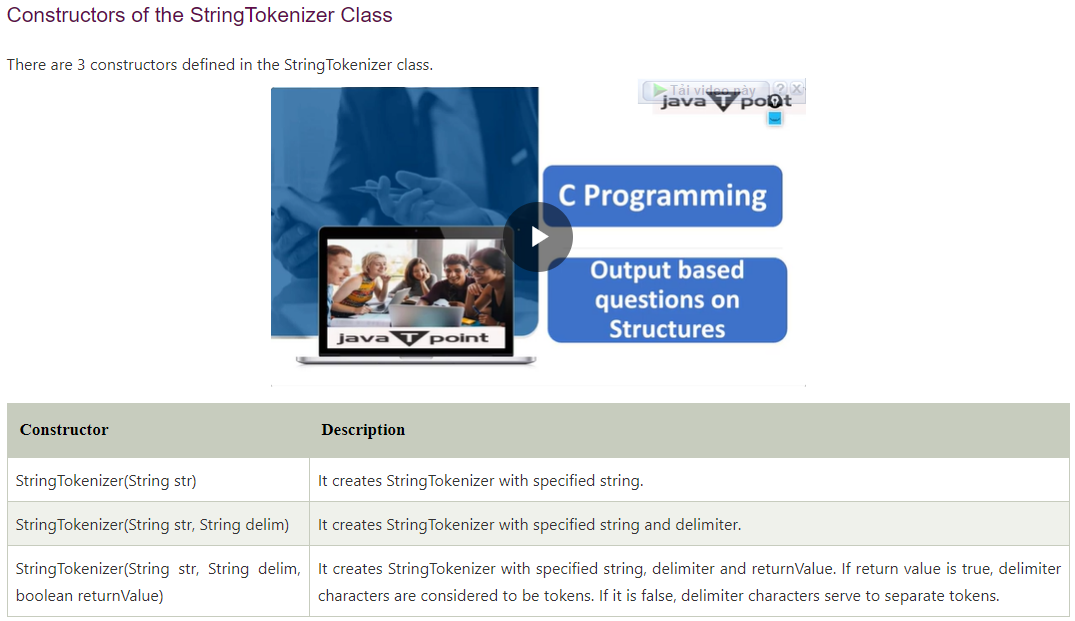 Constructors of the StringTokenizer Class
There are 3 constructors defined in the StringTokenizer class.
Tải video này ? X
java T point
C Programming
Output based
questions on
Structures
java T point
Constructor Description
StringTokenizer(String str) It creates StringTokenizer with specified string.
StringTokenizer(String str, String delim) It creates StringTokenizer with specified string and delimiter.
StringTokenizer(String str, String delim, It creates StringTokenizer with specified string, delimiter and returnValue. If return value is true, delimiter
boolean returnValue) characters are considered to be tokens. If it is false, delimiter characters serve to separate tokens.